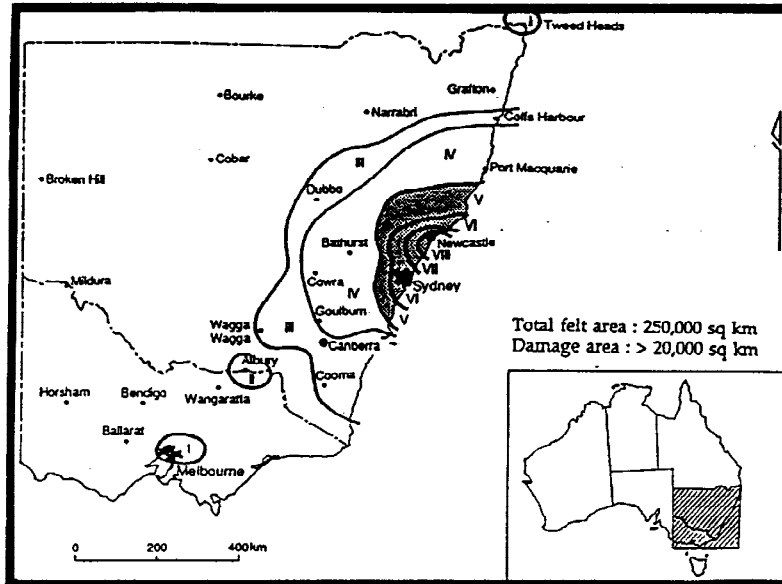 I
Tweed Heads
Bourke
Grafton
Narrabri
Coffs Harbour
III
IV
Cobar
Port Macquarie
Broken Hill
Dubbo
V
VI
Bathurst
Newcastle
VIII
VII
Cowra
IV
Sydney
Mildura
VI
Goulburn
V
Wagga
Wagga
III
Canberra
Total felt area : 250,000 sq km
Damage area : > 20,000 sq km
Albury
II
Cooma
Horsham
Bendigo
Wangaratta
Ballarat
I
Melbourne
0 200 400km